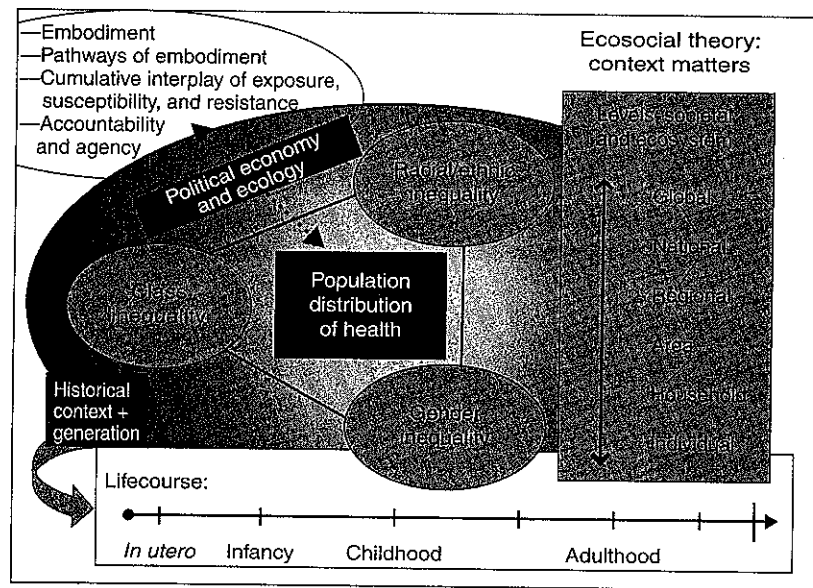 —Embodiment
—Pathways of embodiment
—Cumulative interplay of exposure,
susceptibility, and resistance
—Accountability
and agency
Ecosocial theory:
context matters
Levels: societal
and ecosystem
Global
National
Regional
Area
Household
Individual
Political economy
and ecology
Racial/ethnic
inequality
Class
inequality
Population
distribution
of health
Gender
inequality
Historical
context +
generation
Lifecourse:
In utero
Infancy
Childhood
Adulthood